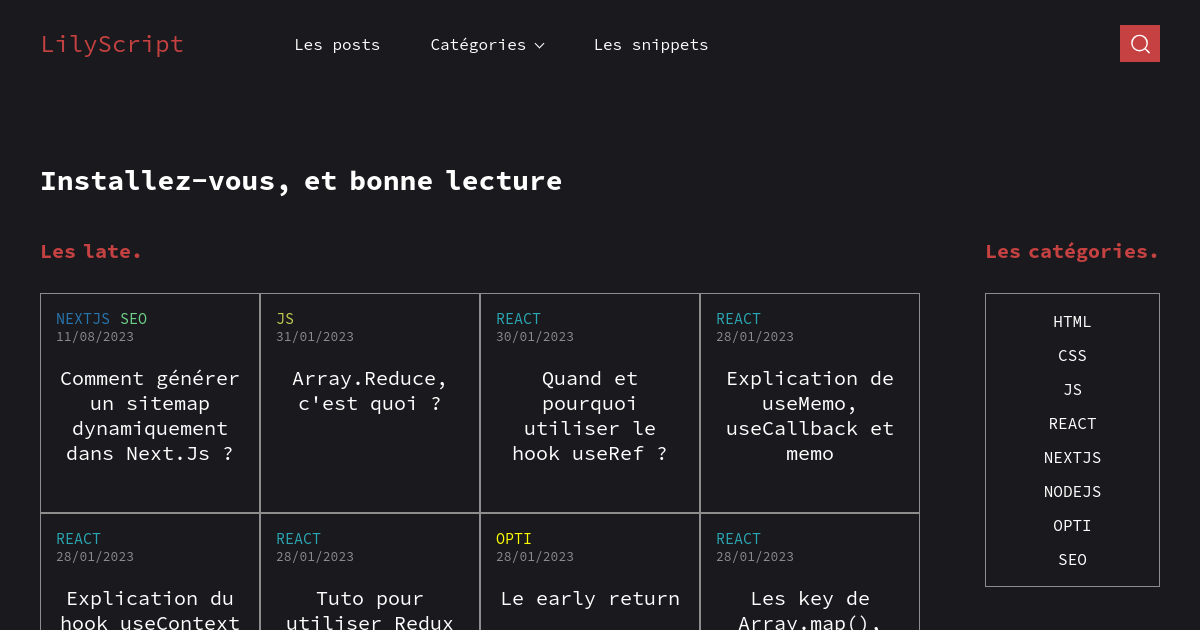 LilyScript
Les posts
Catégories
Les snippets
Installez-vous, et bonne lecture
Les late.
Les catégories.
NEXTJS SEO
11/08/2023
Comment générer
un sitemap
dynamiquement
dans Next.Js ?
JS
31/01/2023
Array.Reduce,
c'est quoi ?
REACT
30/01/2023
Quand et
pourquoi
utiliser le
hook useRef ?
REACT
28/01/2023
Explication de
useMemo,
useCallback et
memo
REACT
28/01/2023
Explication du
hook useContext
REACT
28/01/2023
Tuto pour
utiliser Redux
OPTI
28/01/2023
Le early return
REACT
28/01/2023
Les key de
Array.map(),
HTML
CSS
JS
REACT
NEXTJS
NODEJS
OPTI
SEO